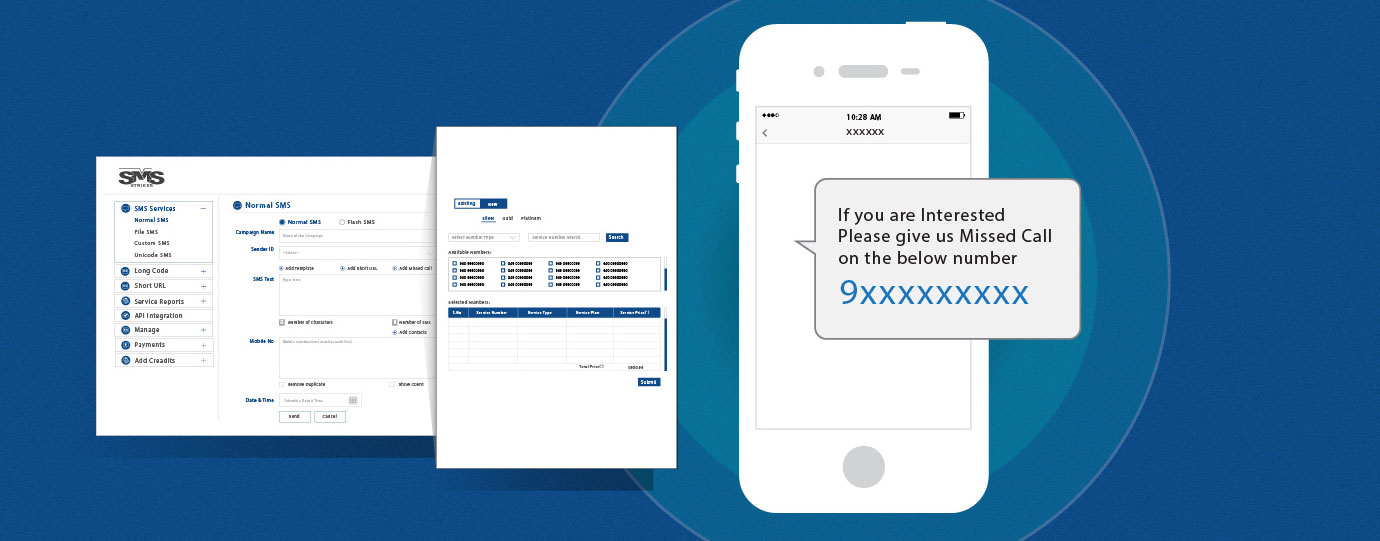 SMS
STRIKER
SMS Services
Normal SMS
File SMS
Custom SMS
Unicode SMS
Long Code
Short URL
Service Reports
API Integration
Manage
Payments
Add Creadits
Normal SMS
Normal SMS
Flash SMS
Campaign Name
Name of the Campaign
Sender ID
-Select-
Add Template
Add Short URL
Add Missed call
SMS Text
Type here
Number of Characters
Number of SMS
Add Contacts
Mobile No
Remove Duplicate
Show Count
Date & Time
Schedule Date & Time
Send
Cancel
Existing
New
Silver
Gold
Platinum
Select Number Type
Service Number Search
Search
Available Numbers:
Selected Numbers:
S.No
Service Number
Service Type
Service Plan
Service Price(`)
Total Price(`)
Submit
10:28 AM
XXXXXX
If you are Interested
Please give us Missed Call
on the below number
9xxxxxxxxx